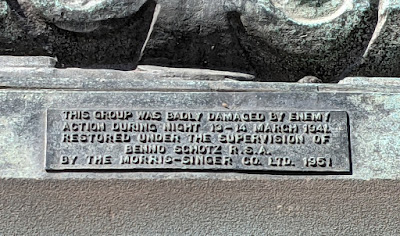 THIS GROUP WAS BADLY DAMAGED BY ENEMY
ACTION DURING NIGHT 13-14 MARCH 1941.
RESTORED UNDER THE SUPERVISION OF
BENNO SCHOTZ R.S.A.
BY THE MORRIS-SINGER CO. LTD. 1951